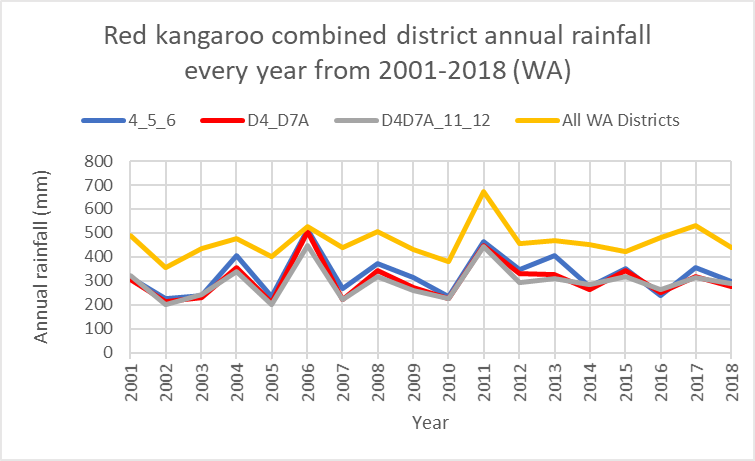 Red kangaroo combined district annual rainfall
every year from 2001-2018 (WA)
4_5_6 D4_D7A D4D7A_11_12 All WA Districts
Annual rainfall (mm)
800
700
600
500
400
300
200
100
0
2001 2002 2003 2004 2005 2006 2007 2008 2009 2010 2011 2012 2013 2014 2015 2016 2017 2018
Year